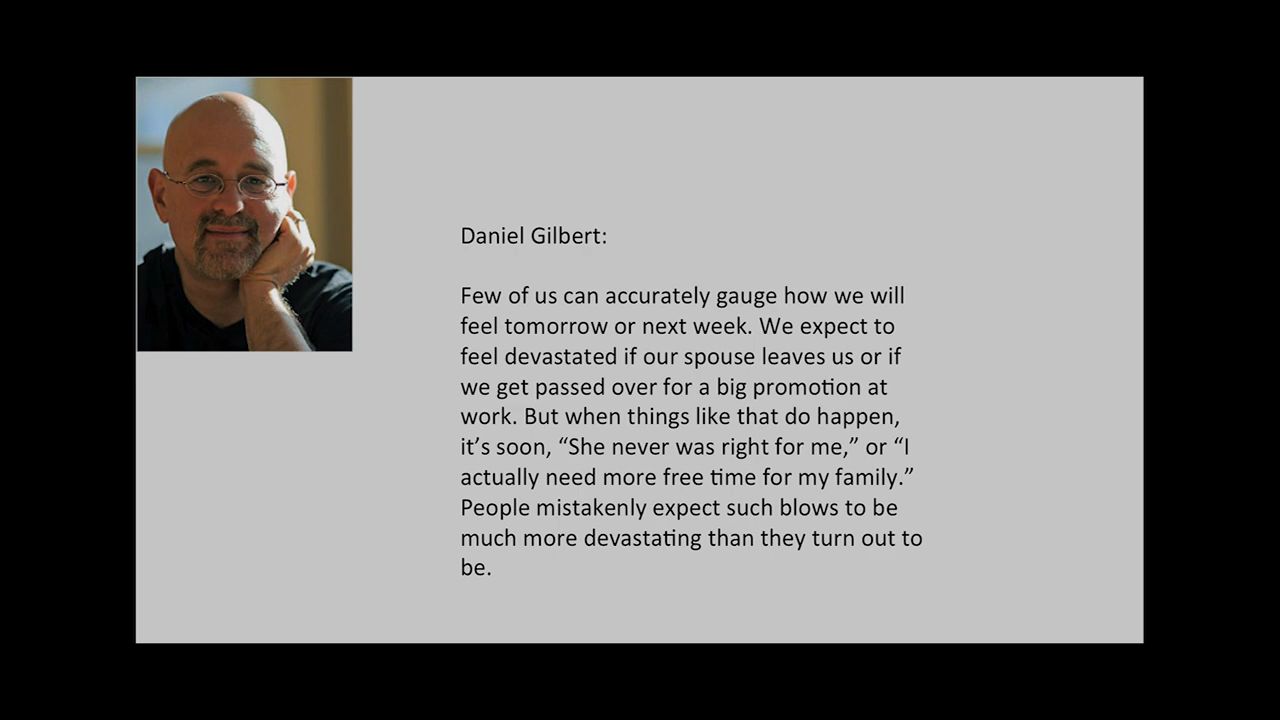 Daniel Gilbert:
Few of us can accurately gauge how we will
feel tomorrow or next week. We expect to
feel devastated if our spouse leaves us or if
we get passed over for a big promotion at
work. But when things like that do happen,
it’s soon, “She never was right for me,” or “I
actually need more free time for my family.”
People mistakenly expect such blows to be
much more devastating than they turn out to
be.